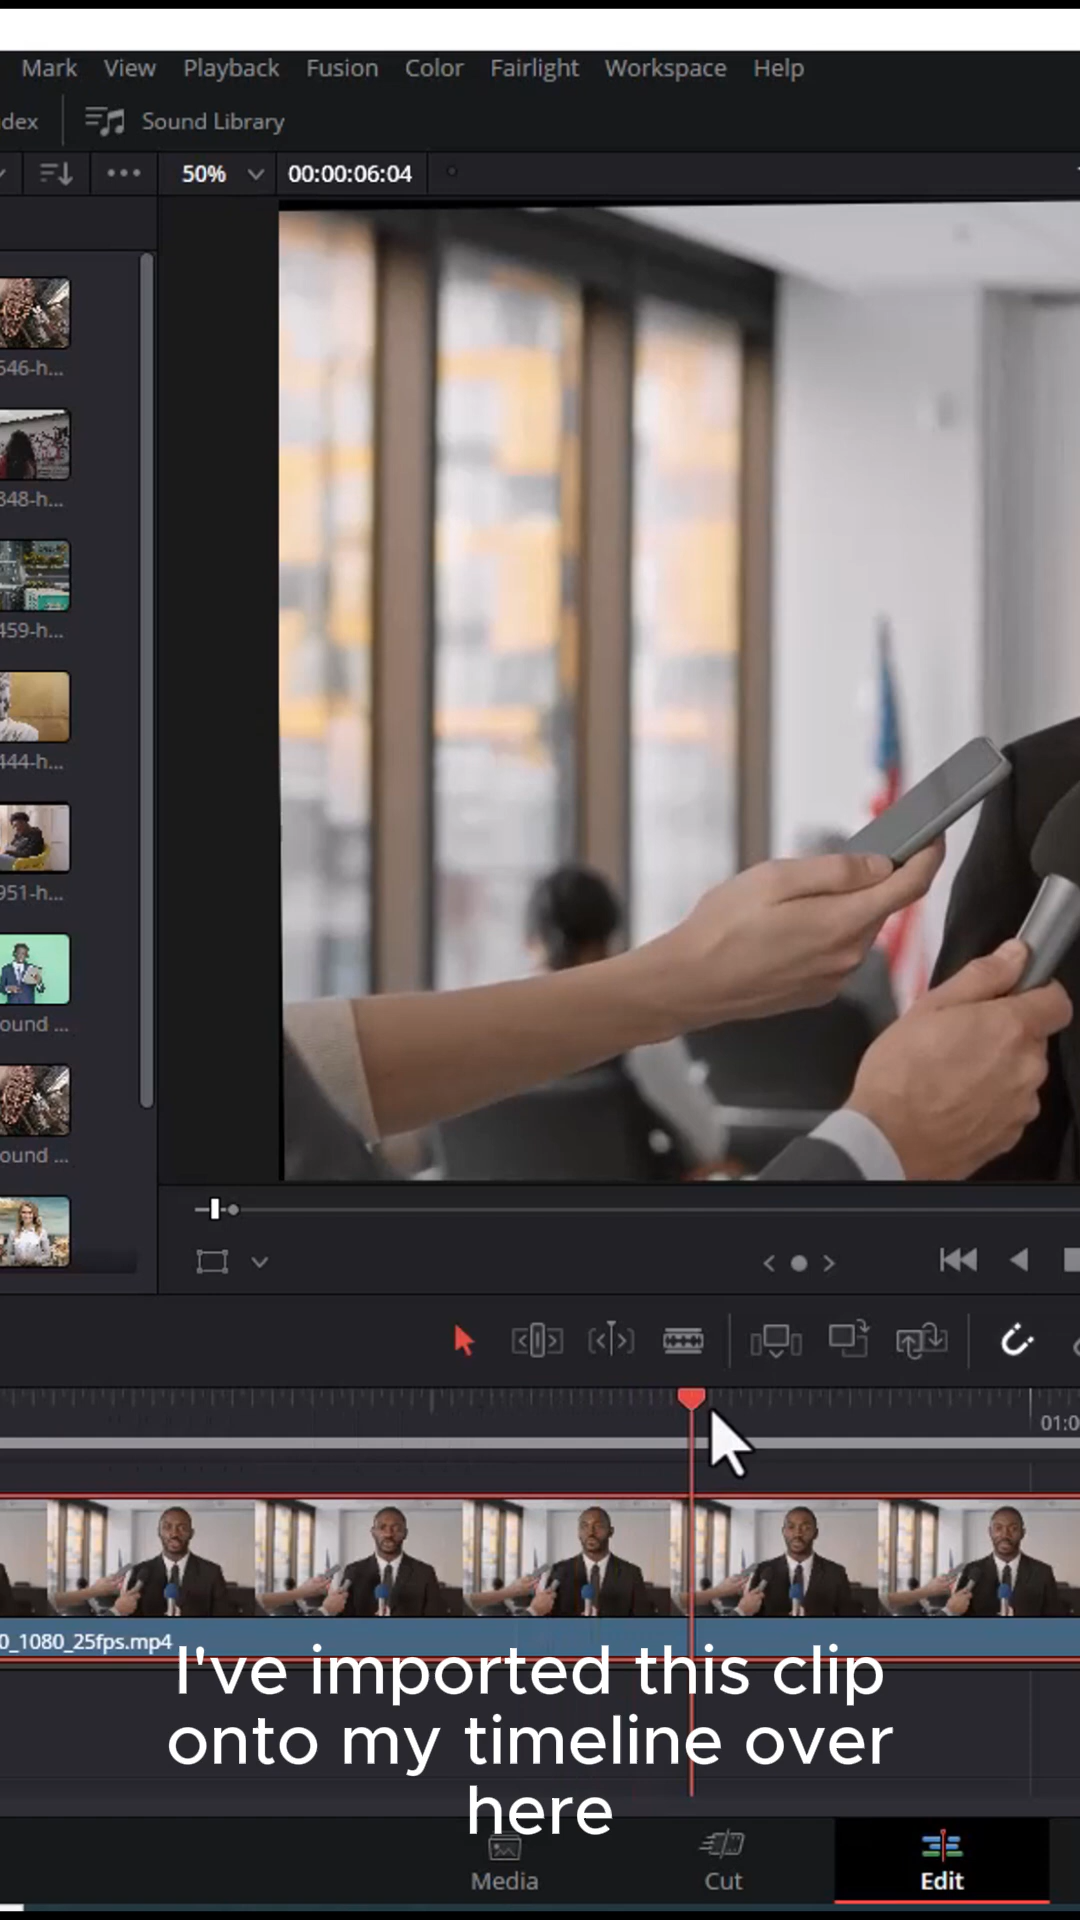 Mark View Playback Fusion Color Fairlight Workspace Help
dex Sound Library
50% 00:00:06:04
546-h...
348-h...
459-h...
444-h...
951-h...
ound ...
ound ...
01:0
0_1080_25fps.mp4
I've imported this clip
onto my timeline over
here
Media Cut Edit